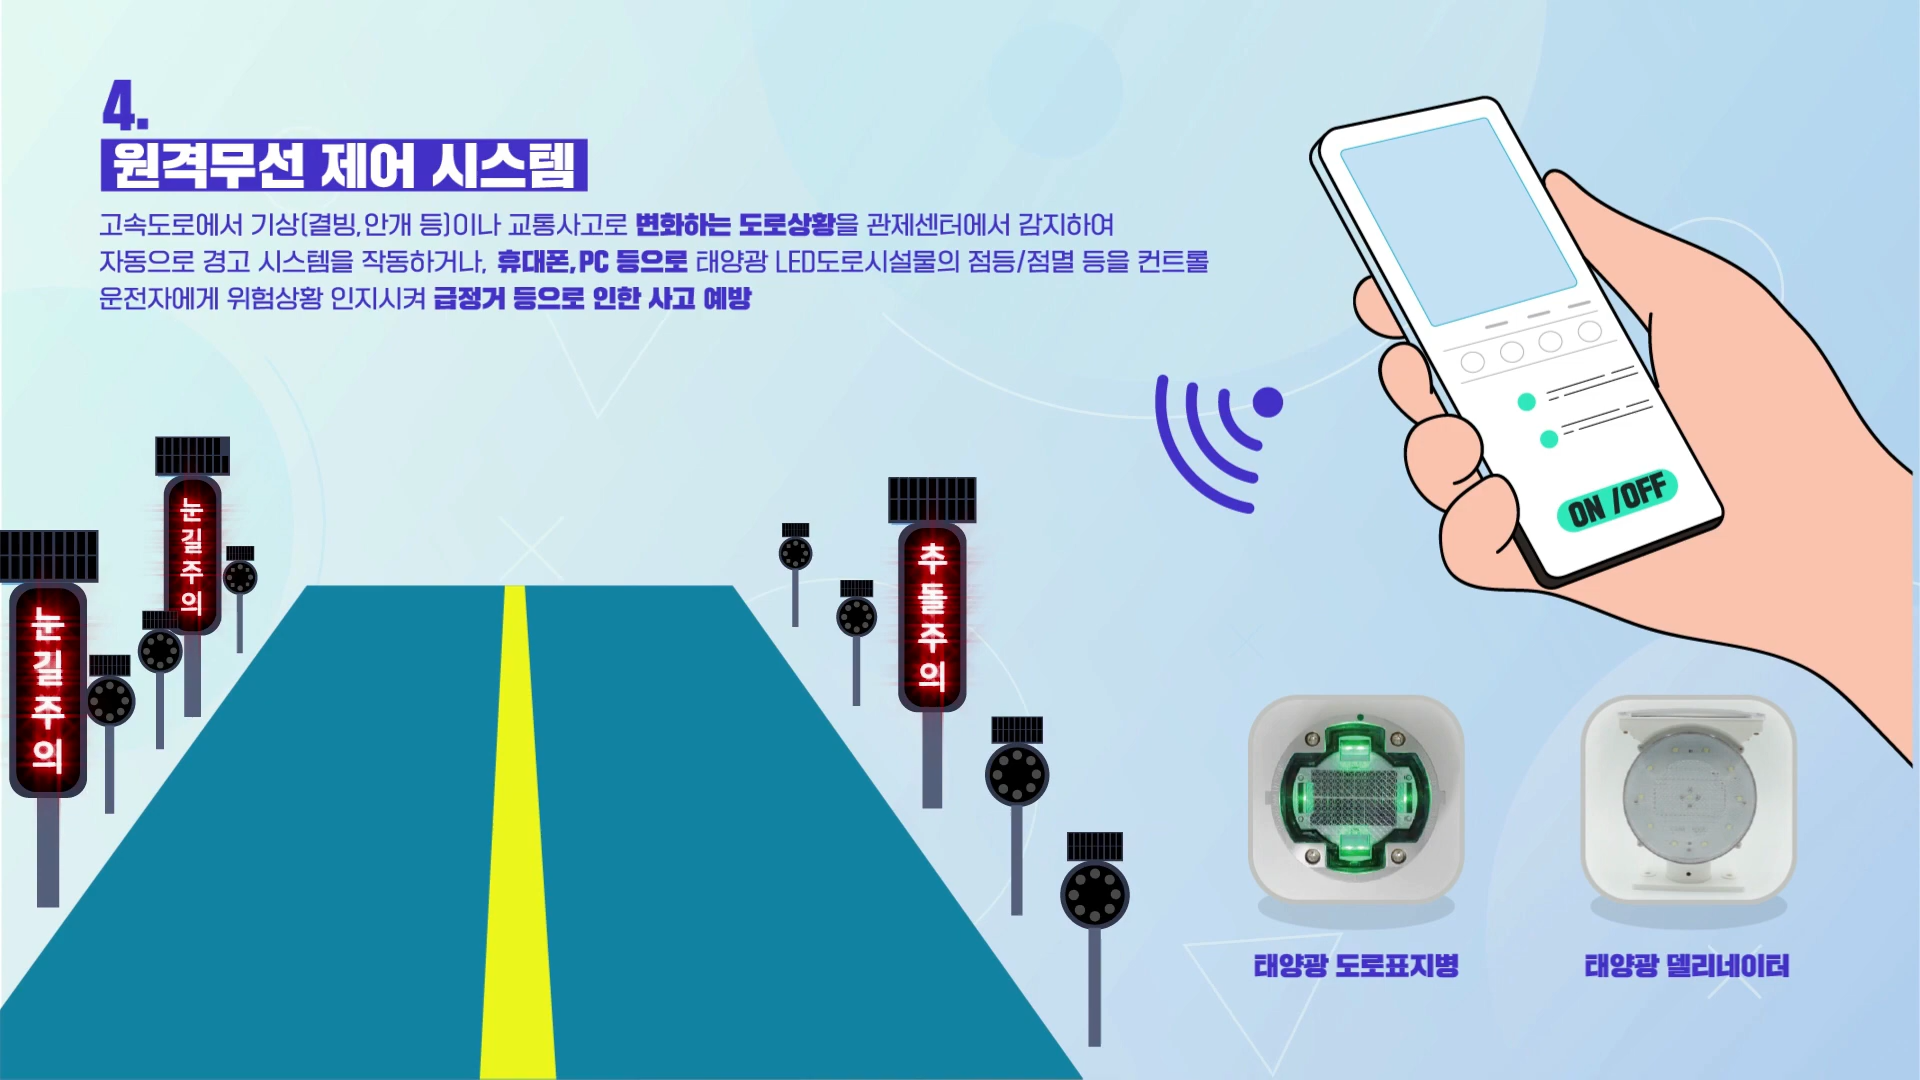 4.
원격무선 제어 시스템
고속도로에서 기상(결빙,안개 등)이나 교통사고로 변화하는 도로상황을 관제센터에서 감지하여
자동으로 경고 시스템을 작동하거나, 휴대폰,PC 등으로 태양광 LED도로시설물의 점등/점멸 등을 컨트롤
운전자에게 위험상황 인지시켜 급정거 등으로 인한 사고 예방
눈길주의
눈길주의
추돌주의
ON /OFF
태양광 도로표지병
태양광 델리네이터